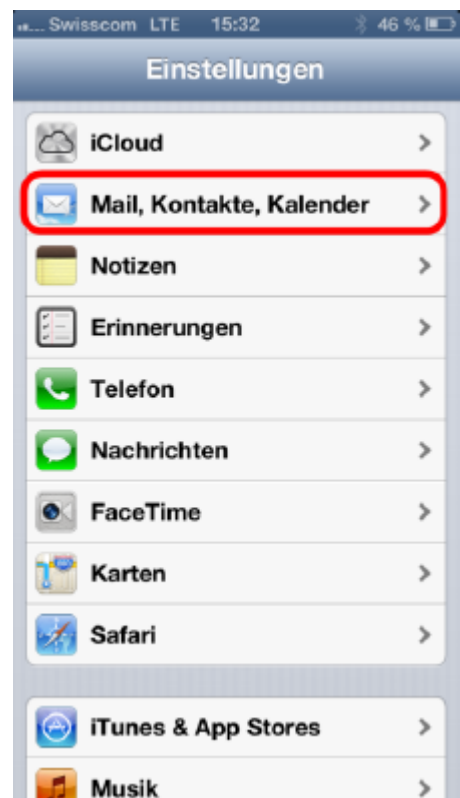 Swisscom LTE 15:32 46 %
Einstellungen
iCloud
Mail, Kontakte, Kalender
Notizen
Erinnerungen
Telefon
Nachrichten
FaceTime
Karten
Safari
iTunes & App Stores
Musik